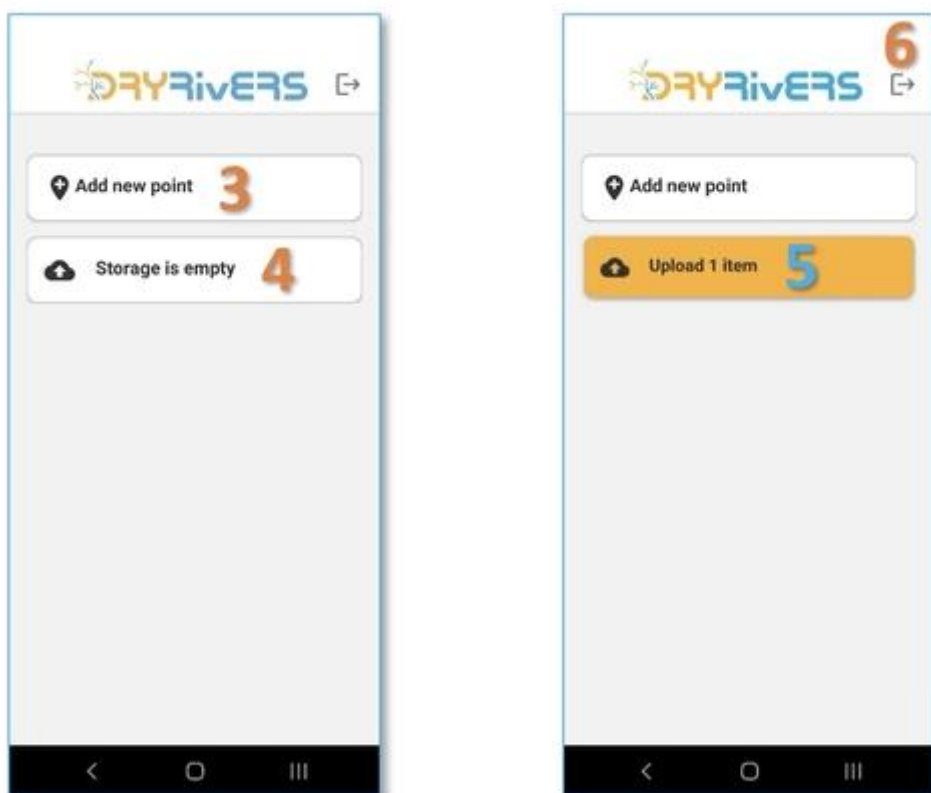 DRYRivERS
Add new point 3
Storage is empty 4
6
DRYRivERS
Add new point
Upload 1 item 5